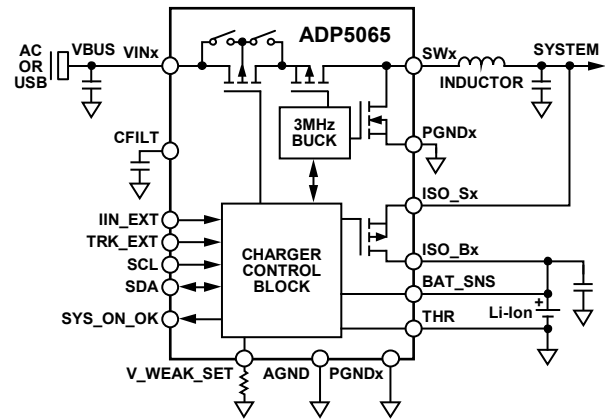 ADP5065
AC
OR
USB
VBUS
VINx
SWx
SYSTEM
INDUCTOR
3MHz
BUCK
PGNDx
CFILT
ISO_Sx
IIN_EXT
TRK_EXT
SCL
SDA
SYS_ON_OK
CHARGER
CONTROL
BLOCK
ISO_Bx
BAT_SNS
+
Li-Ion
THR
V_WEAK_SET
AGND
PGNDx